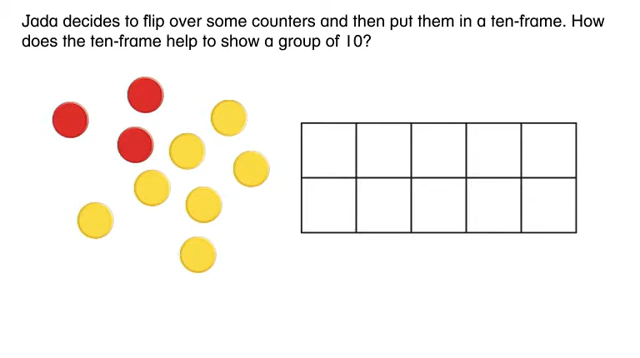 Jada decides to flip over some counters and then put them in a ten-frame. How
does the ten-frame help to show a group of 10?